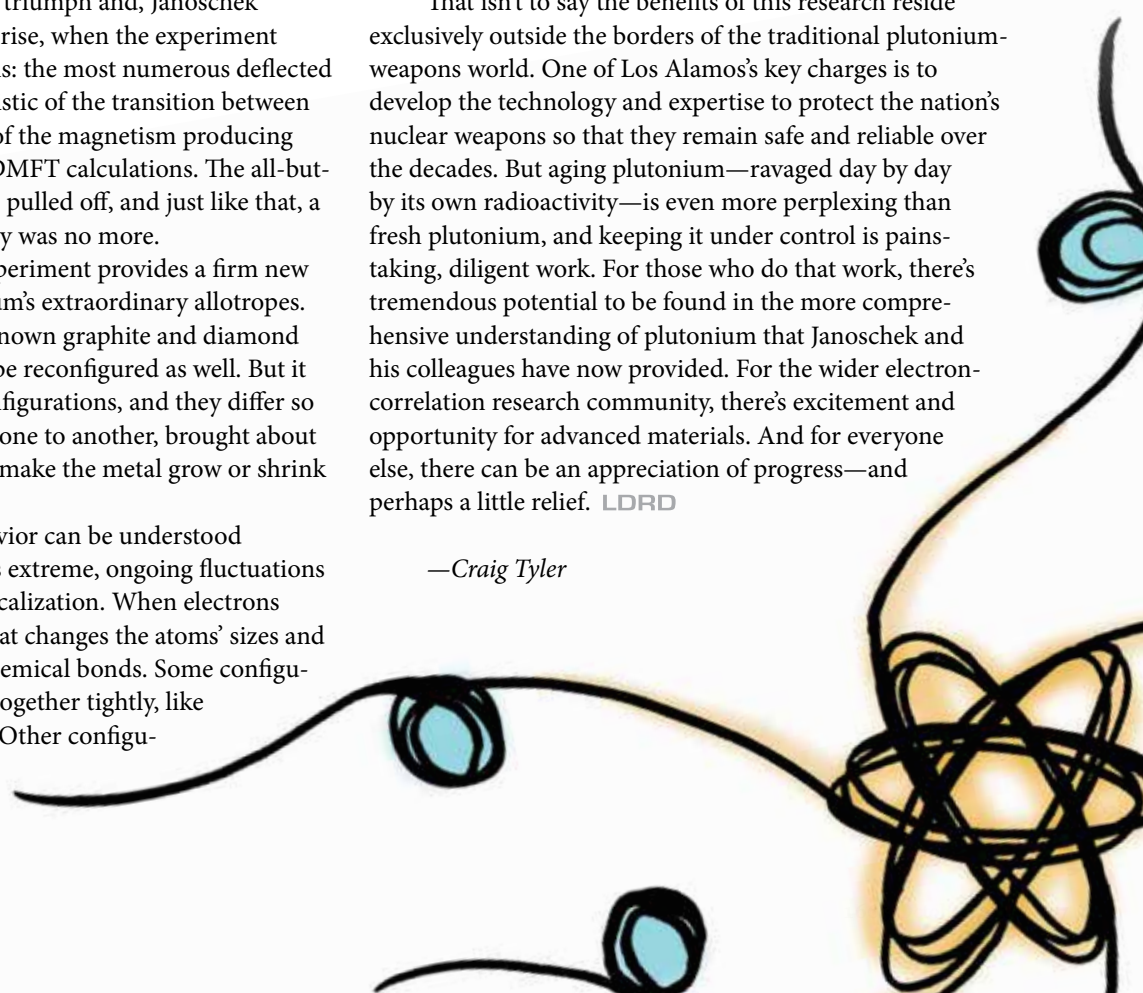 triumph and, Janoschek
rise, when the experiment
s: the most numerous deflected
istic of the transition between
of the magnetism producing
DMFT calculations. The all-but-
pulled off, and just like that, a
y was no more.
periment provides a firm new
um's extraordinary allotropes.
nown graphite and diamond
be reconfigured as well. But it
figurations, and they differ so
one to another, brought about
make the metal grow or shrink
vior can be understood
s extreme, ongoing fluctuations
calization. When electrons
at changes the atoms' sizes and
emical bonds. Some configu-
ogether tightly, like
Other configu-
That isn't to say the benefits of this research reside
exclusively outside the borders of the traditional plutonium-
weapons world. One of Los Alamos's key charges is to
develop the technology and expertise to protect the nation's
nuclear weapons so that they remain safe and reliable over
the decades. But aging plutonium—ravaged day by day
by its own radioactivity—is even more perplexing than
fresh plutonium, and keeping it under control is pains-
taking, diligent work. For those who do that work, there's
tremendous potential to be found in the more compre-
hensive understanding of plutonium that Janoschek and
his colleagues have now provided. For the wider electron-
correlation research community, there's excitement and
opportunity for advanced materials. And for everyone
else, there can be an appreciation of progress—and
perhaps a little relief. LDRD
—Craig Tyler